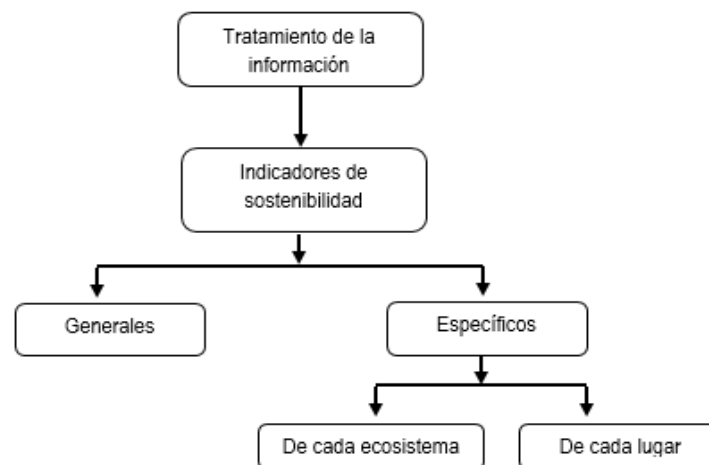 Tratamiento de la
información
Indicadores de
sostenibilidad
Generales
Específicos
De cada ecosistema
De cada lugar